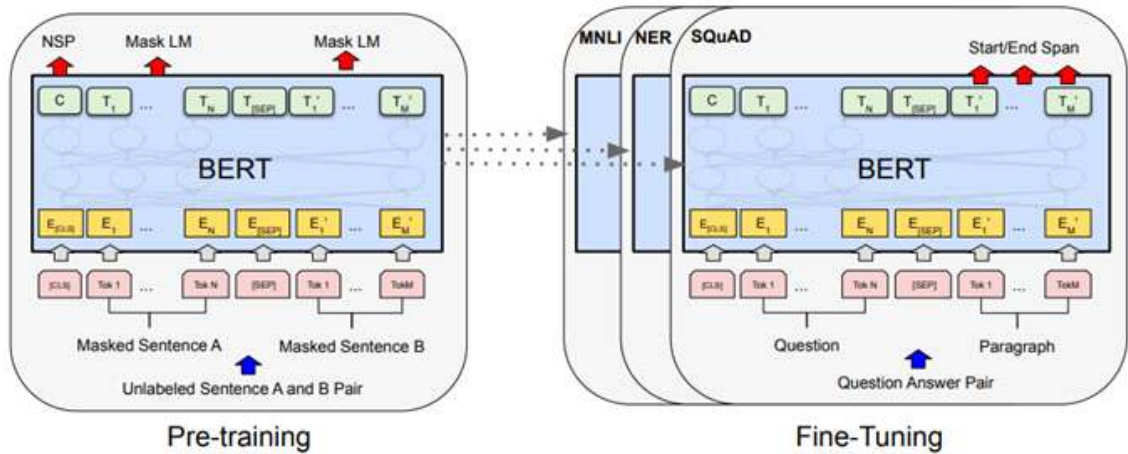 NSP Mask LM Mask LM
C T1 ... TN T[SEP] T1' ... TM'
BERT
E[CLS] E1 ... EN E[SEP] E1' ... EM'
[CLS] Tok 1 ... Tok N [SEP] Tok 1 ... TokM
Masked Sentence A Masked Sentence B
Unlabeled Sentence A and B Pair
Pre-training
MNLI NER SQuAD
Start/End Span
C T1 ... TN T[SEP] T1' ... TM'
BERT
E[CLS] E1 ... EN E[SEP] E1' ... EM'
[CLS] Tok 1 ... Tok N [SEP] Tok 1 ... TokM
Question Paragraph
Question Answer Pair
Fine-Tuning